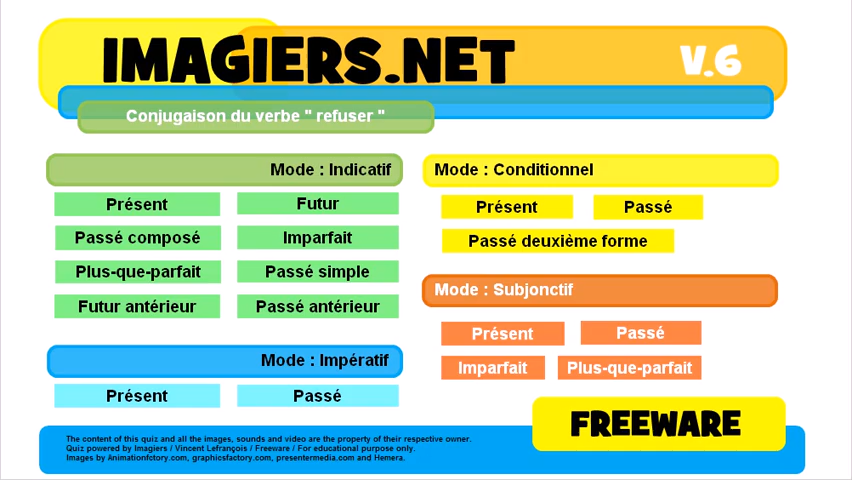 IMAGIERS.NET
V.6
Conjugaison du verbe " refuser "
Mode : Indicatif
Présent
Futur
Passé composé
Imparfait
Plus-que-parfait
Passé simple
Futur antérieur
Passé antérieur
Mode : Impératif
Présent
Passé
Mode : Conditionnel
Présent
Passé
Passé deuxième forme
Mode : Subjonctif
Présent
Passé
Imparfait
Plus-que-parfait
FREEWARE
The content of this quiz and all the images, sounds and video are the property of their respective owner.
Quiz powered by Imagiers / Vincent Lefrançois / Freeware / For educational purpose only.
Images by Animationfctory.com, graphicsfactory.com, presentermedia.com and Hemera.